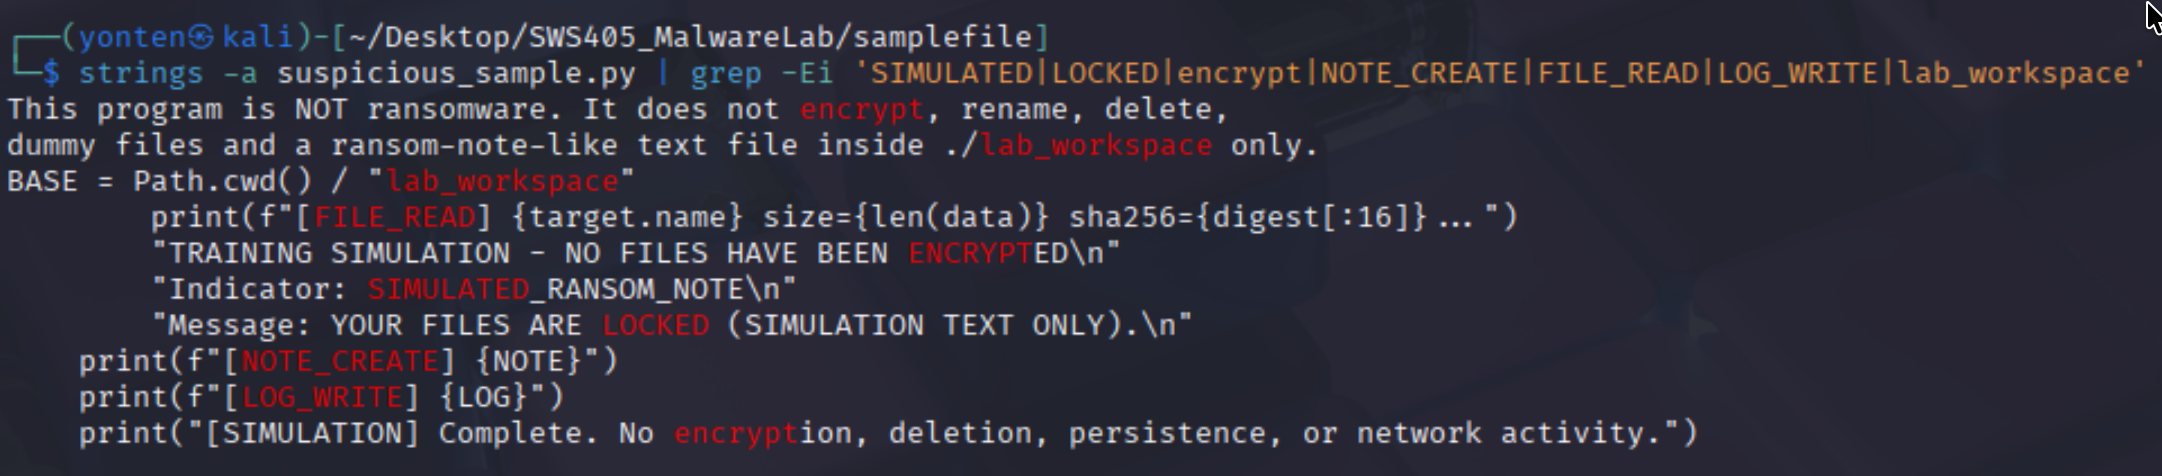 ┌──(yonten㉿kali)-[~/Desktop/SWS405_MalwareLab/samplefile]
└─$ strings -a suspicious_sample.py | grep -Ei 'SIMULATED|LOCKED|encrypt|NOTE_CREATE|FILE_READ|LOG_WRITE|lab_workspace'
This program is NOT ransomware. It does not encrypt, rename, delete,
dummy files and a ransom-note-like text file inside ./lab_workspace only.
BASE = Path.cwd() / "lab_workspace"
        print(f"[FILE_READ] {target.name} size={len(data)} sha256={digest[:16]}...")
        "TRAINING SIMULATION - NO FILES HAVE BEEN ENCRYPTED\n"
        "Indicator: SIMULATED_RANSOM_NOTE\n"
        "Message: YOUR FILES ARE LOCKED (SIMULATION TEXT ONLY).\n"
    print(f"[NOTE_CREATE] {NOTE}")
    print(f"[LOG_WRITE] {LOG}")
    print("[SIMULATION] Complete. No encryption, deletion, persistence, or network activity.")